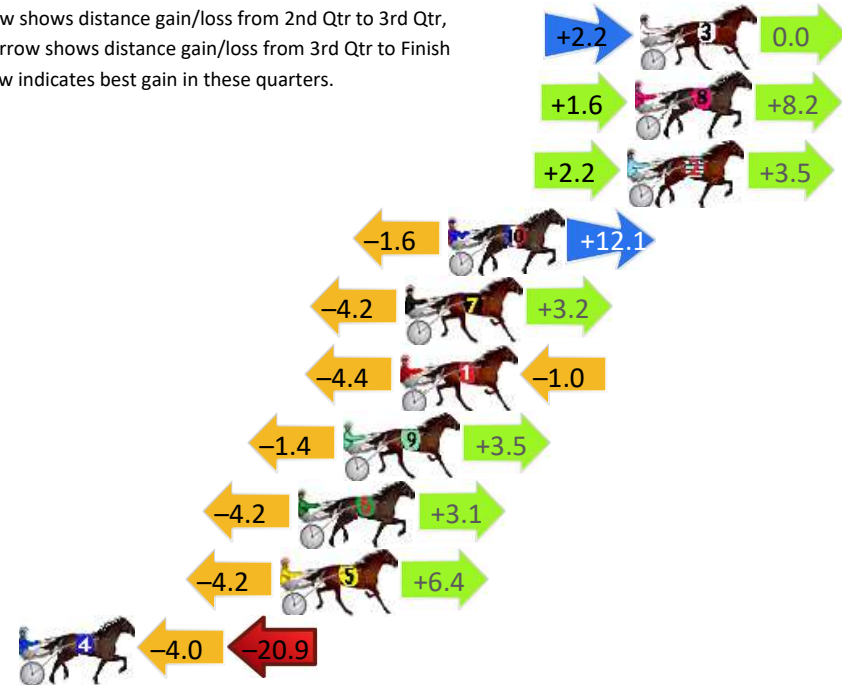 w shows distance gain/loss from 2nd Qtr to 3rd Qtr,
rrow shows distance gain/loss from 3rd Qtr to Finish
w indicates best gain in these quarters.
+2.2 3 0.0
+1.6 8 +8.2
+2.2 +3.5
–1.6 10 +12.1
–4.2 7 +3.2
–4.4 1 –1.0
–1.4 9 +3.5
–4.2 6 +3.1
–4.2 5 +6.4
4 –4.0 –20.9